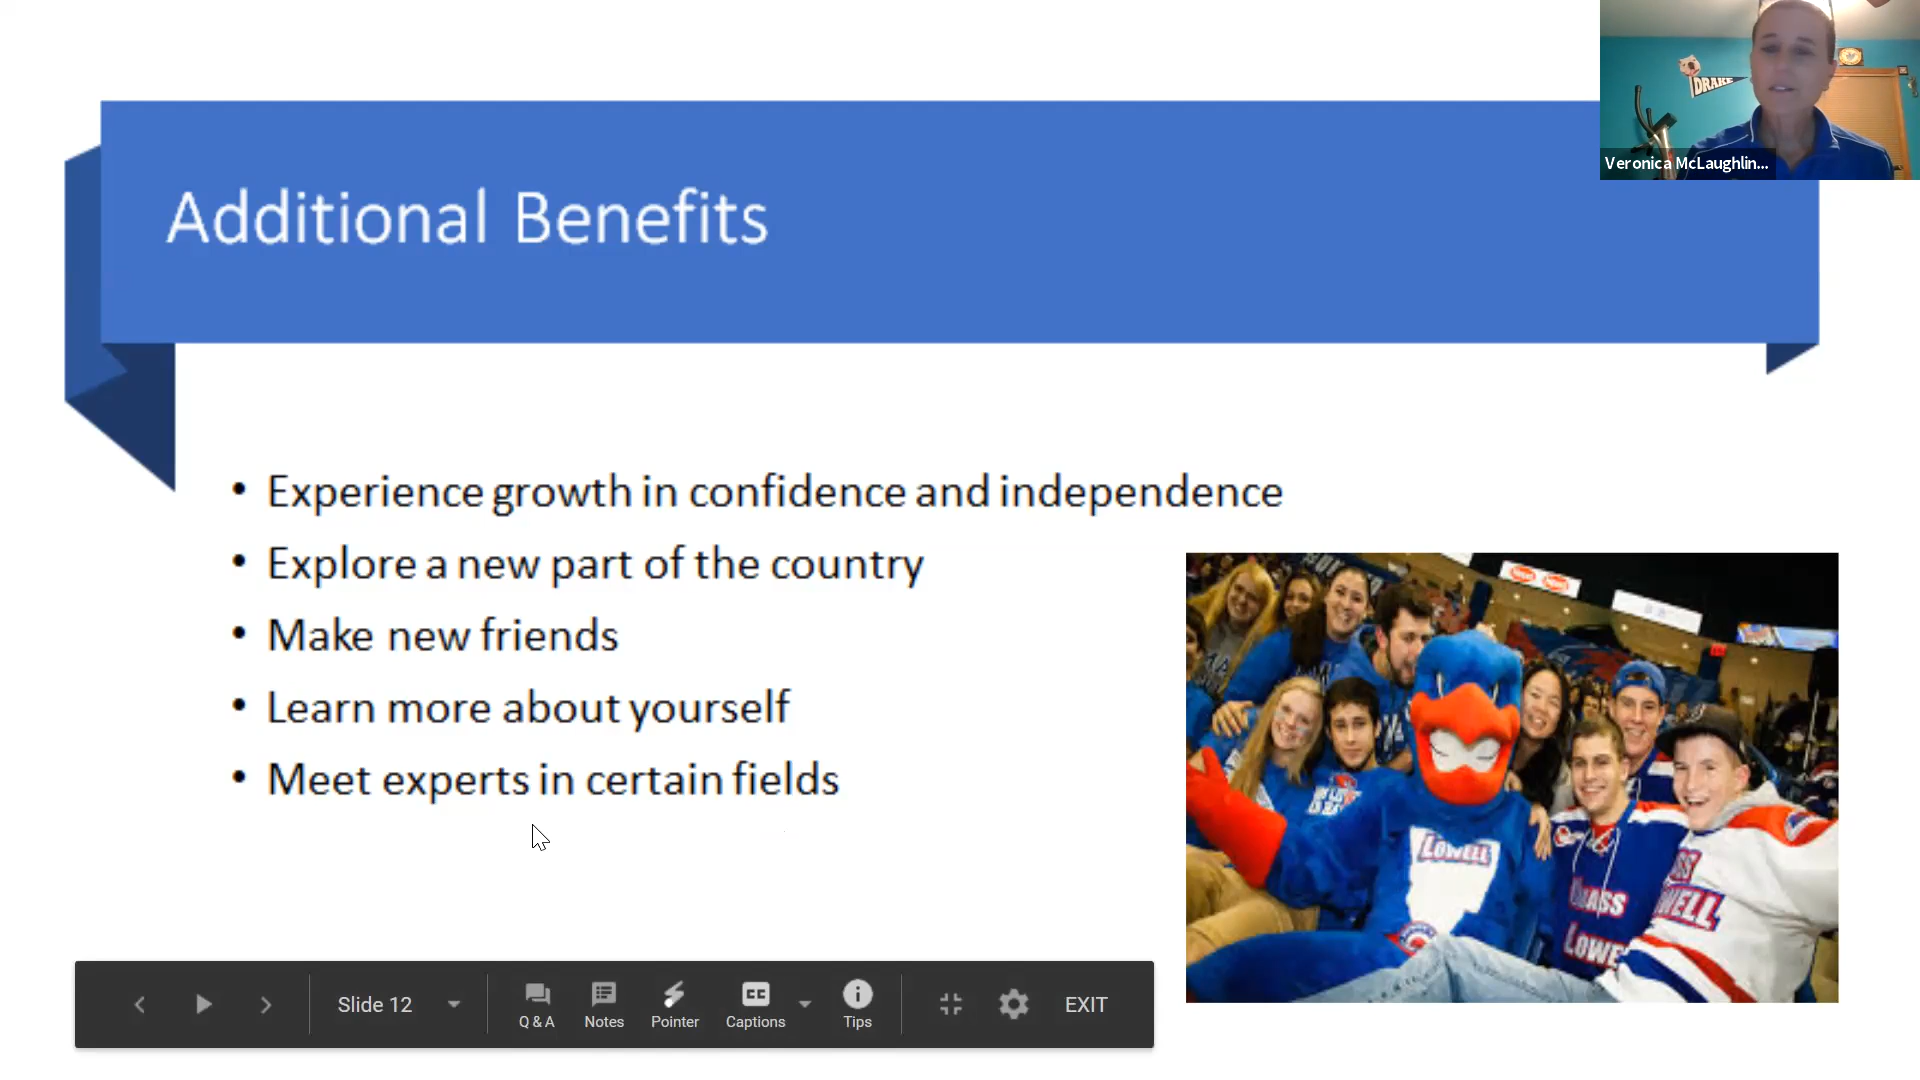 DRAKE
Veronica McLaughlin...
Additional Benefits
• Experience growth in confidence and independence
• Explore a new part of the country
• Make new friends
• Learn more about yourself
• Meet experts in certain fields
LOWELL
Slide 12
Q & A
Notes
Pointer
Captions
Tips
EXIT